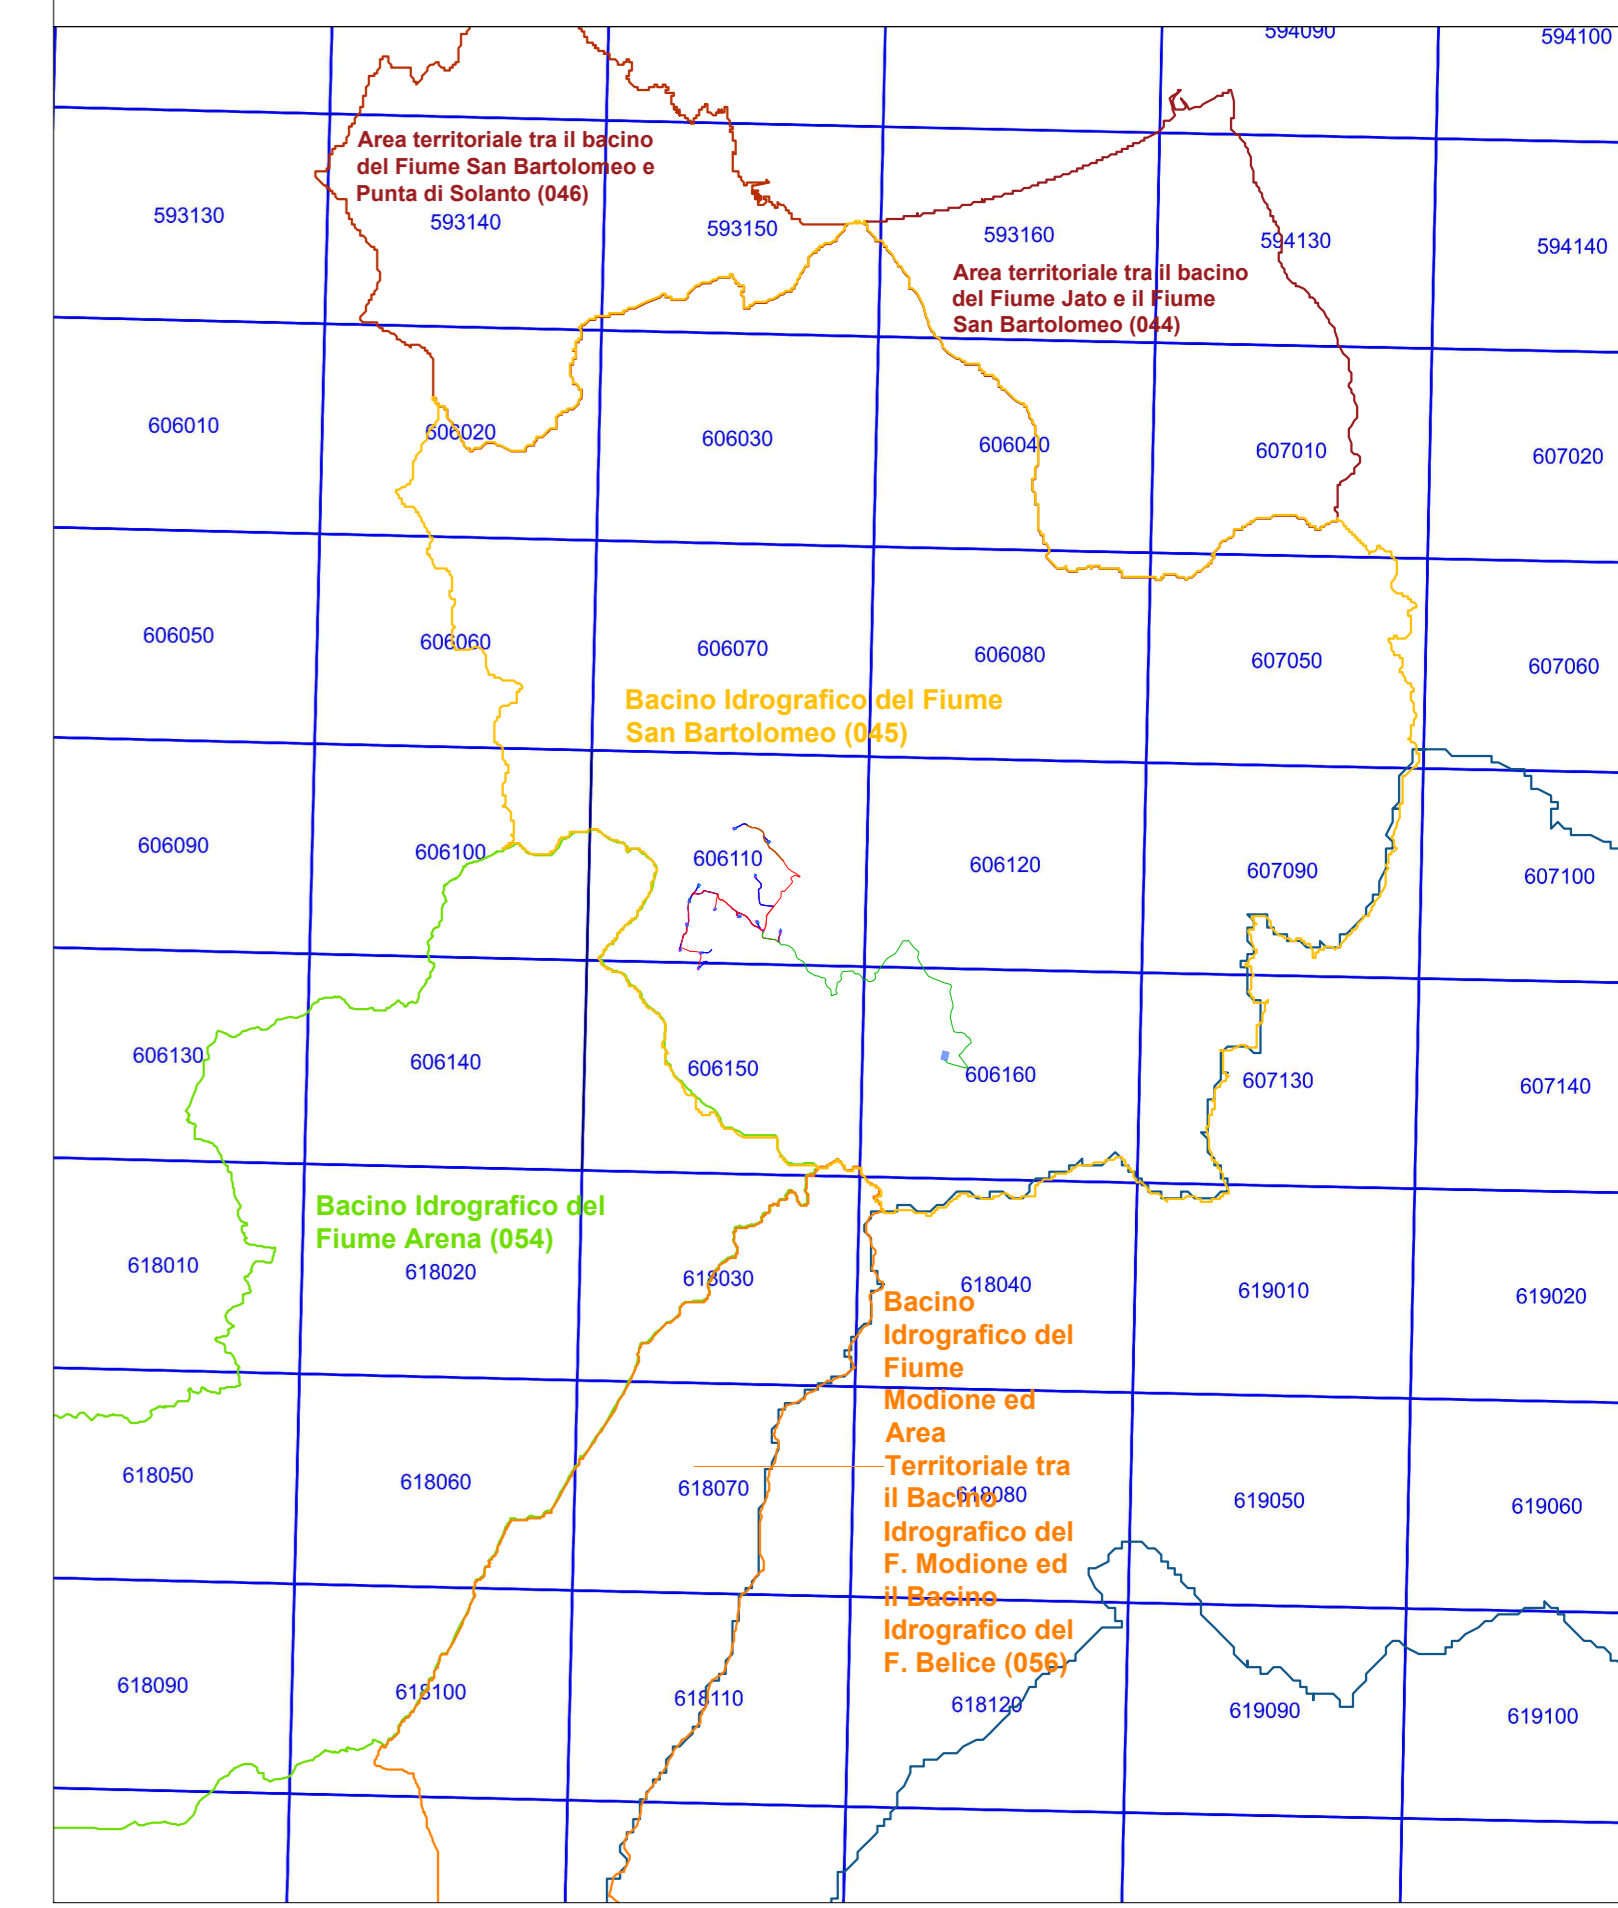 594090
594100
Area territoriale tra il bacino
del Fiume San Bartolomeo e
Punta di Solanto (046)
593130
593140
593150
593160
594130
594140
Area territoriale tra il bacino
del Fiume Jato e il Fiume
San Bartolomeo (044)
606010
606020
606030
606040
607010
607020
606050
606060
606070
606080
607050
607060
Bacino Idrografico del Fiume
San Bartolomeo (045)
606090
606100
606110
606120
607090
607100
606130
606140
606150
606160
607130
607140
Bacino Idrografico del
Fiume Arena (054)
618010
618020
618030
618040
619010
619020
Bacino
Idrografico del
Fiume
Modione ed
Area
Territoriale tra
il Bacino
Idrografico del
F. Modione ed
il Bacino
Idrografico del
F. Belice (056)
618050
618060
618070
618080
619050
619060
618090
618100
618110
618120
619090
619100